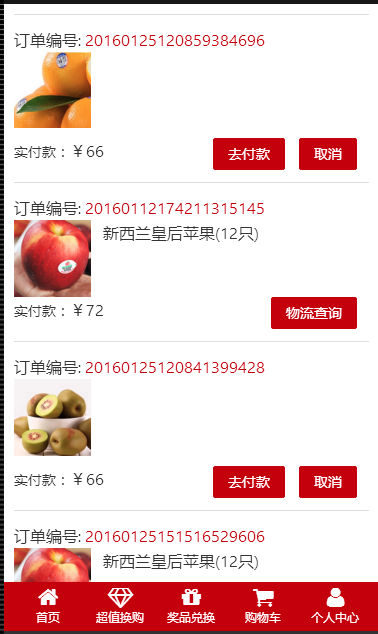 订单编号: 20160125120859384696
实付款：￥66
去付款
取消
订单编号: 20160112174211315145
新西兰皇后苹果(12只)
实付款：￥72
物流查询
订单编号: 20160125120841399428
实付款：￥66
去付款
取消
订单编号: 20160125151516529606
新西兰皇后苹果(12只)
首页
超值换购
奖品兑换
购物车
个人中心